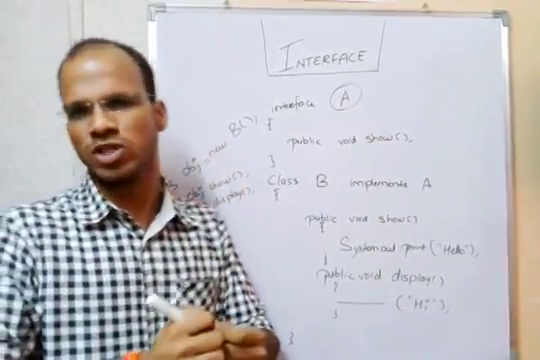 INTERFACE
interface A
{
public void show();
}
Class B implements A
{
public void show()
{
System.out.print("Hello");
}
public void display()
{
("Hi");
}
}
B obj = new B();
obj.show();
display();